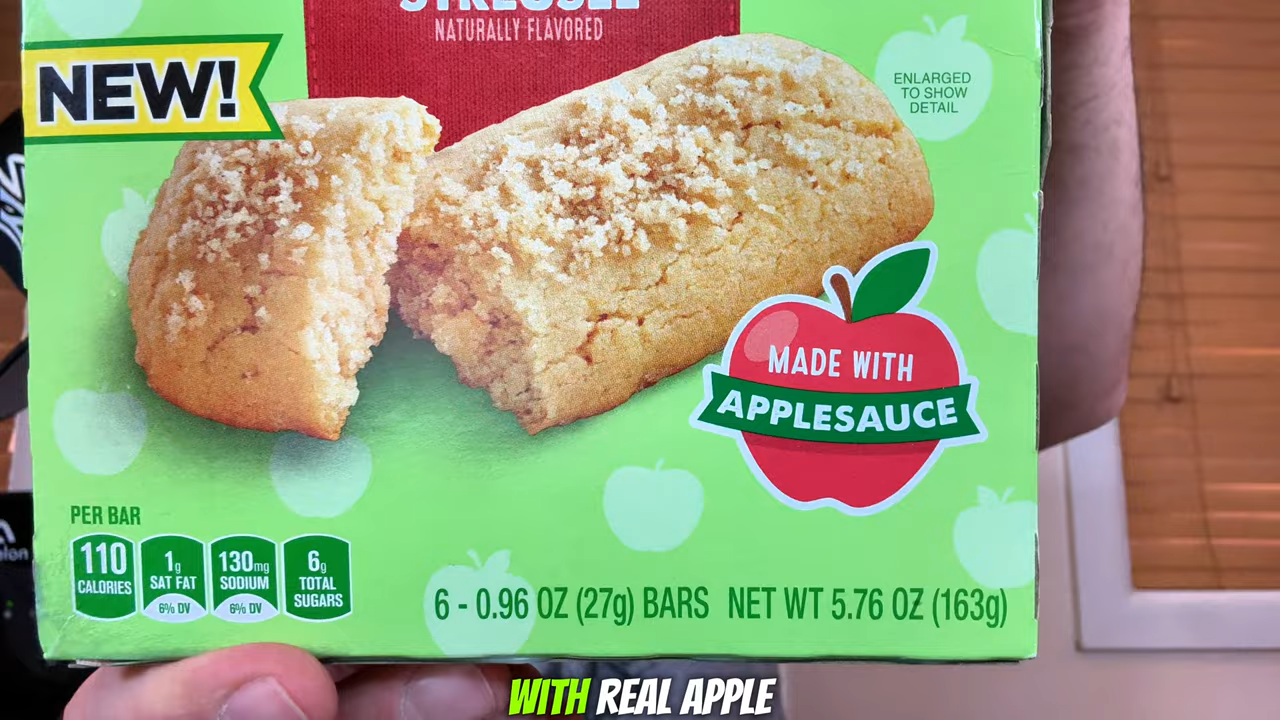 STREUSEL
NATURALLY FLAVORED
NEW!
ENLARGED
TO SHOW
DETAIL
MADE WITH
APPLESAUCE
PER BAR
110
CALORIES
1g
SAT FAT
6% DV
130mg
SODIUM
6% DV
6g
TOTAL
SUGARS
6 - 0.96 OZ (27g) BARS NET WT 5.76 OZ (163g)
WITH REAL APPLE